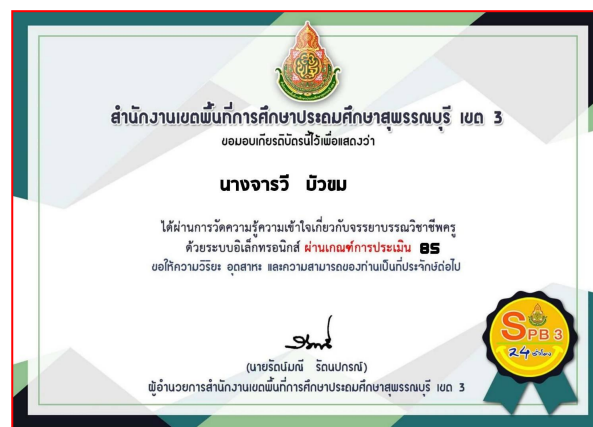 สำนักงานเขตพื้นที่การศึกษาประถมศึกษาสุพรรณบุรี เขต 3
ขอมอบเกียรติบัตรนี้ไว้เพื่อแสดงว่า
นางจารวี บัวขม
ได้ผ่านการวัดความรู้ความเข้าใจเกี่ยวกับจรรยาบรรณวิชาชีพครู
ด้วยระบบอิเล็กทรอนิกส์ ผ่านเกณฑ์การประเมิน 85
ขอให้ความวิริยะ อุตสาหะ และความสามารถของท่านเป็นที่ประจักษ์ต่อไป
(นายรัตน์มณี รัตนปกรณ์)
ผู้อำนวยการสำนักงานเขตพื้นที่การศึกษาประถมศึกษาสุพรรณบุรี เขต 3
SPB 3
24 ชั่วโมง